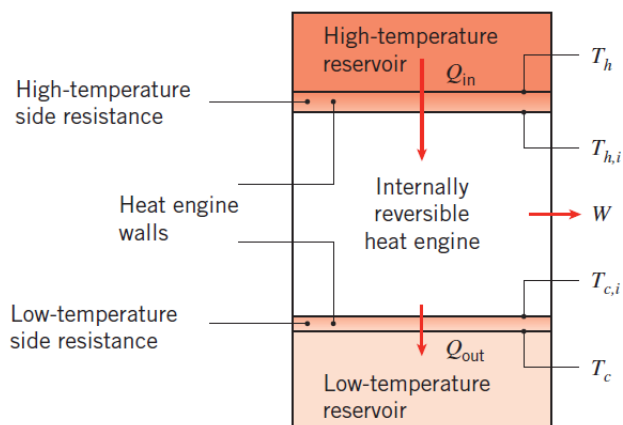 High-temperature
reservoir
Q_in
T_h
High-temperature
side resistance
T_h,i
Internally
reversible
heat engine
Heat engine
walls
W
T_c,i
Low-temperature
side resistance
Q_out
T_c
Low-temperature
reservoir